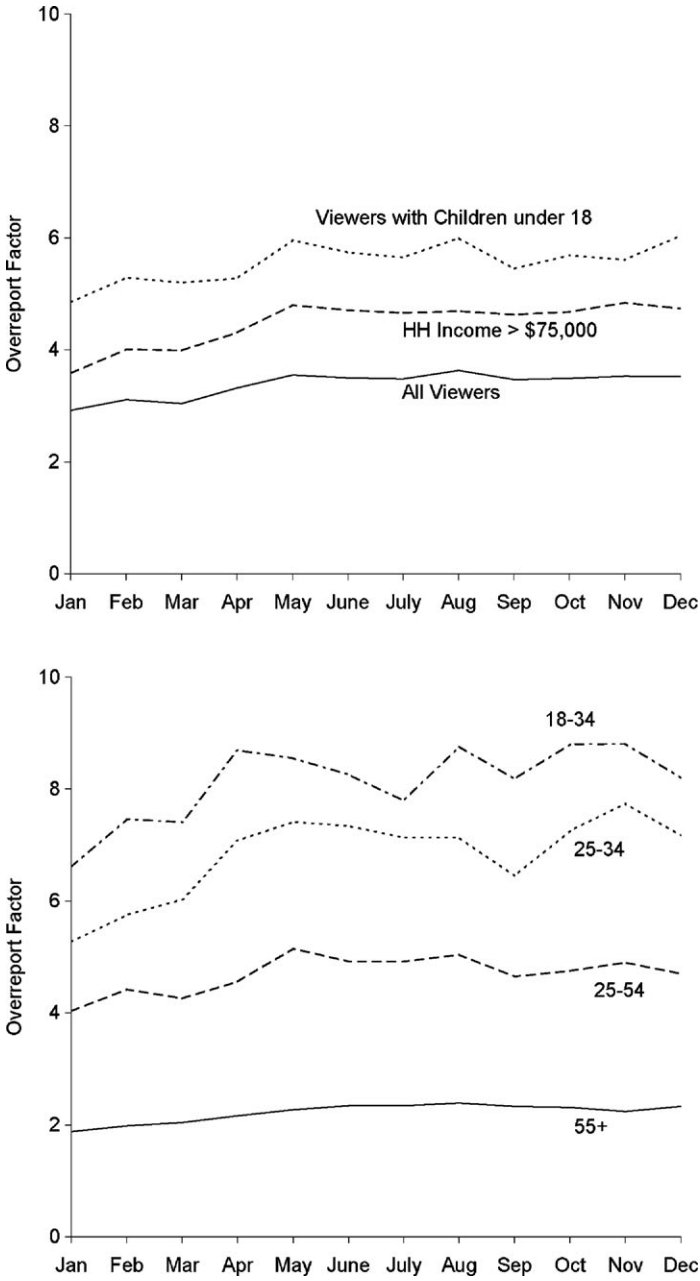 10
8
Viewers with Children under 18
6
HH Income > $75,000
4
All Viewers
2
0
Overreport Factor
Jan Feb Mar Apr May June July Aug Sep Oct Nov Dec
10
18-34
8
25-34
6
25-54
4
2
55+
0
Overreport Factor
Jan Feb Mar Apr May June July Aug Sep Oct Nov Dec